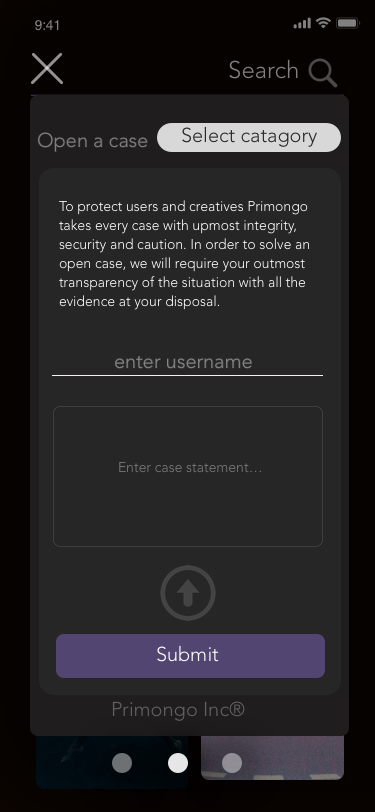 9:41
Search
Open a case
Select catagory
To protect users and creatives Primongo
takes every case with upmost integrity,
security and caution. In order to solve an
open case, we will require your outmost
transparency of the situation with all the
evidence at your disposal.
enter username
Enter case statement...
Submit
Primongo Inc®